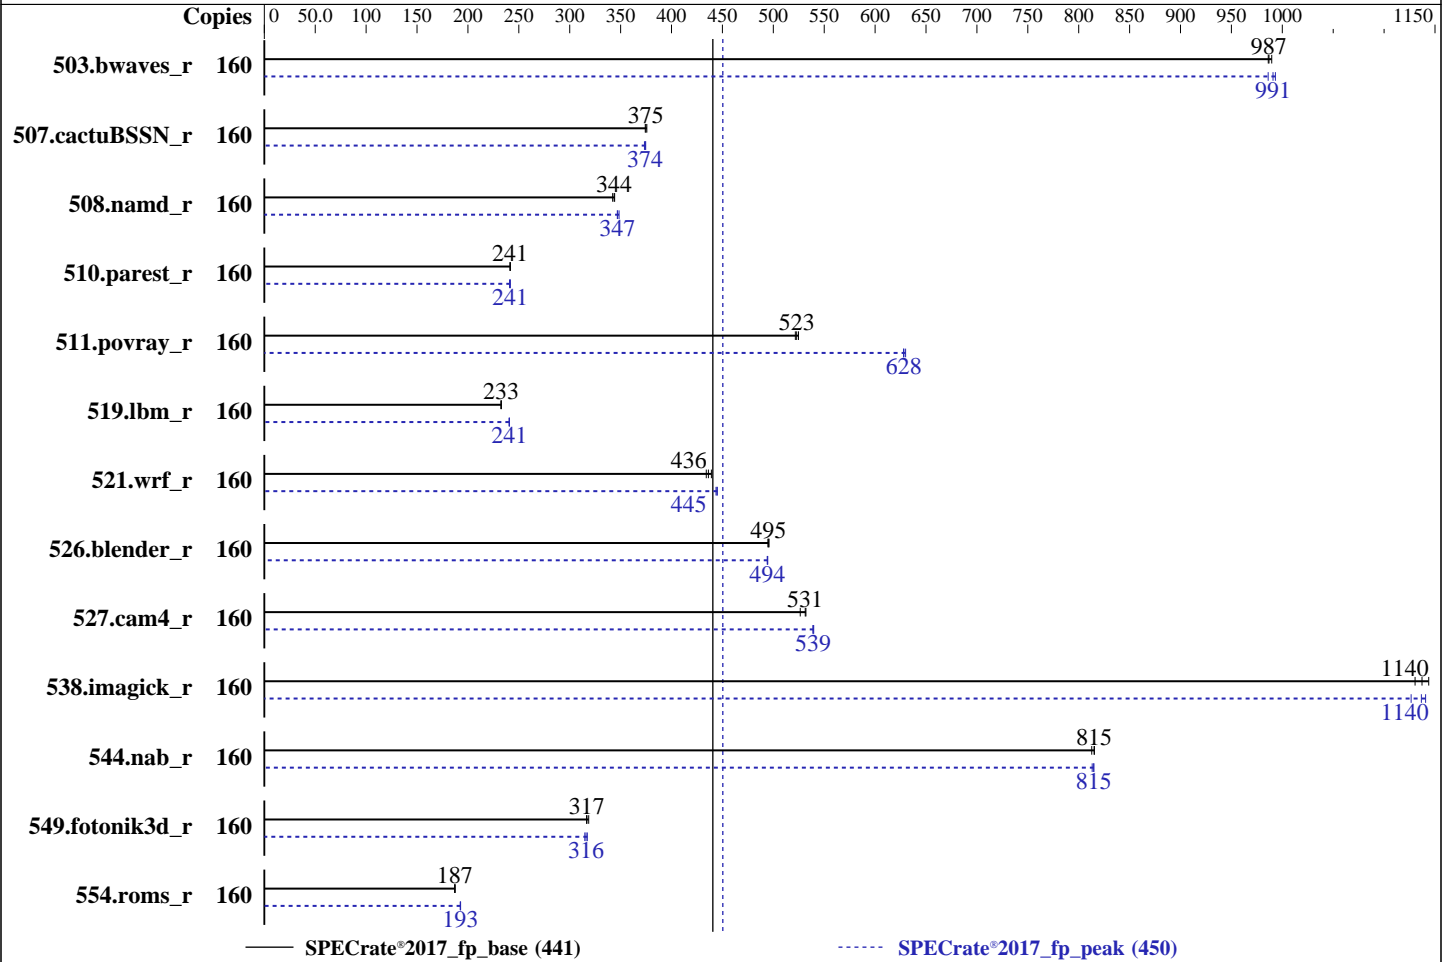 Copies 0 50.0 100 150 200 250 300 350 400 450 500 550 600 650 700 750 800 850 900 950 1000 1150
987
503.bwaves_r 160
991
375
507.cactuBSSN_r 160
374
344
508.namd_r 160
347
241
510.parest_r 160
241
523
511.povray_r 160
628
233
519.lbm_r 160
241
436
521.wrf_r 160
445
495
526.blender_r 160
494
531
527.cam4_r 160
539
1140
538.imagick_r 160
1140
815
544.nab_r 160
815
317
549.fotonik3d_r 160
316
187
554.roms_r 160
193
SPECrate®2017_fp_base (441) SPECrate®2017_fp_peak (450)